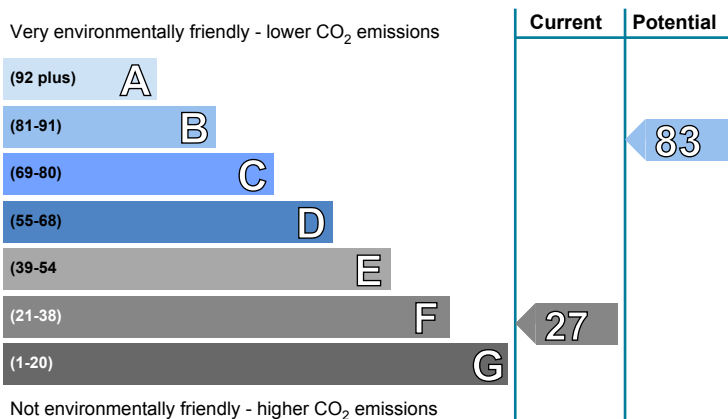 Very environmentally friendly - lower CO₂ emissions
Current
Potential
(92 plus) A
(81-91) B
83
(69-80) C
(55-68) D
(39-54 E
(21-38) F
27
(1-20) G
Not environmentally friendly - higher CO₂ emissions